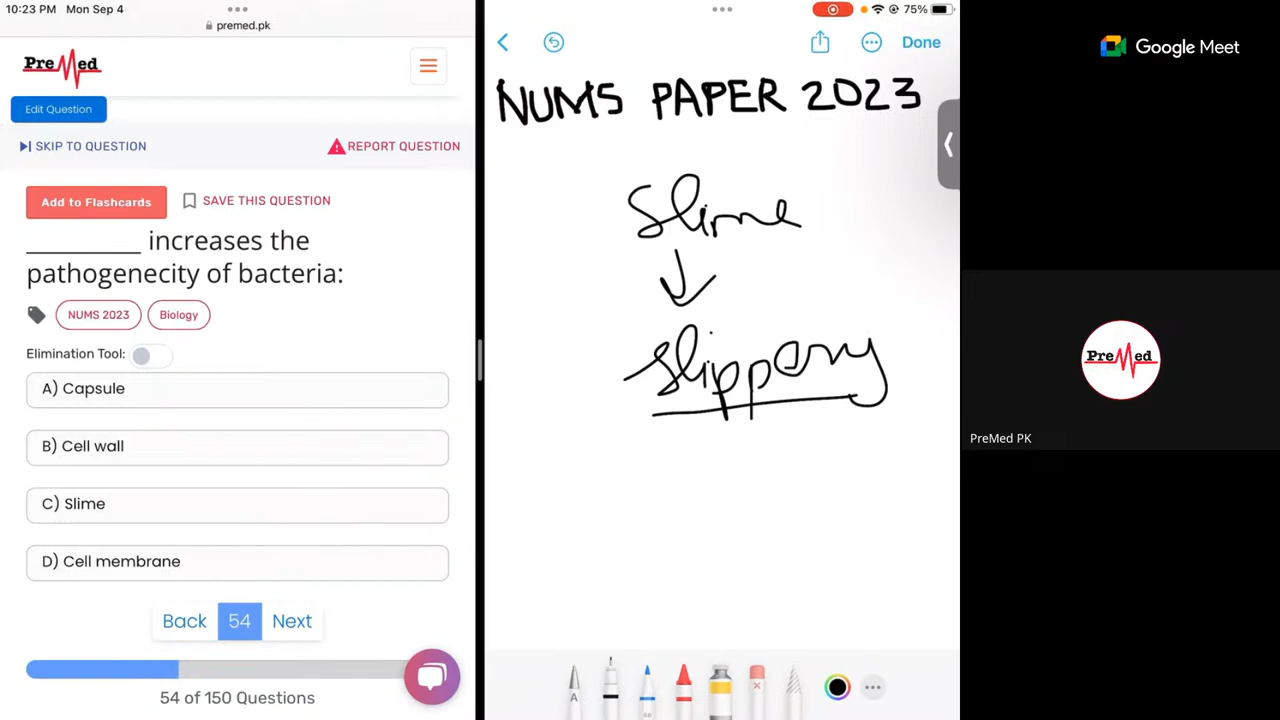 10:23 PM Mon Sep 4
premed.pk
PreMed
Edit Question
SKIP TO QUESTION
REPORT QUESTION
Add to Flashcards
SAVE THIS QUESTION
_________ increases the
pathogenecity of bacteria:
NUMS 2023
Biology
Elimination Tool:
A) Capsule
B) Cell wall
C) Slime
D) Cell membrane
Back
54
Next
54 of 150 Questions
75%
Done
NUMS PAPER 2023
Slime
slippery
A
Google Meet
PreMed
PreMed PK